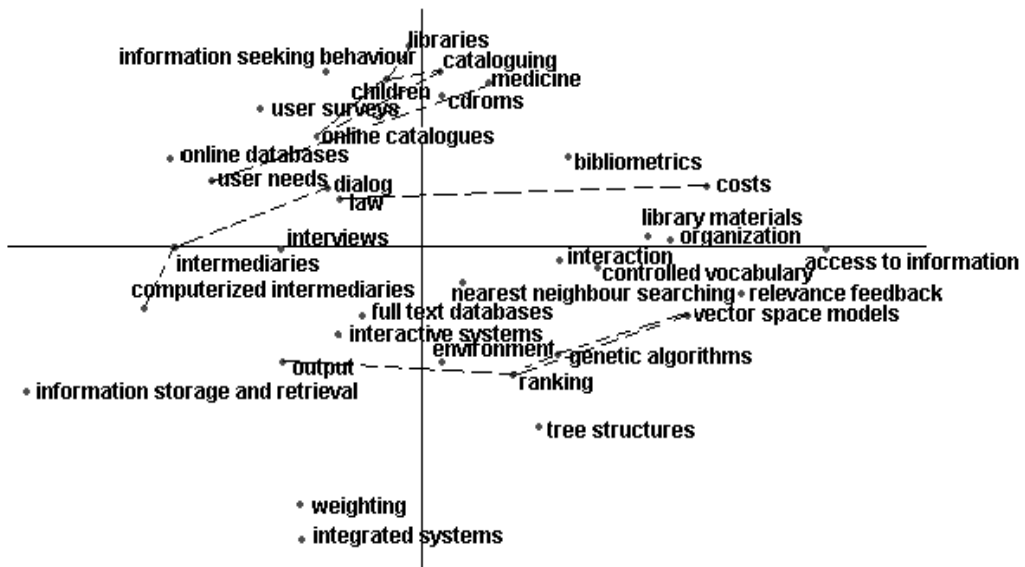 libraries
information seeking behaviour
cataloguing
medicine
children
cdroms
user surveys
online catalogues
online databases
bibliometrics
user needs
dialog
costs
law
library materials
interviews
organization
interaction
access to information
intermediaries
controlled vocabulary
computerized intermediaries
nearest neighbour searching
relevance feedback
full text databases
vector space models
interactive systems
environment
genetic algorithms
output
ranking
information storage and retrieval
tree structures
weighting
integrated systems